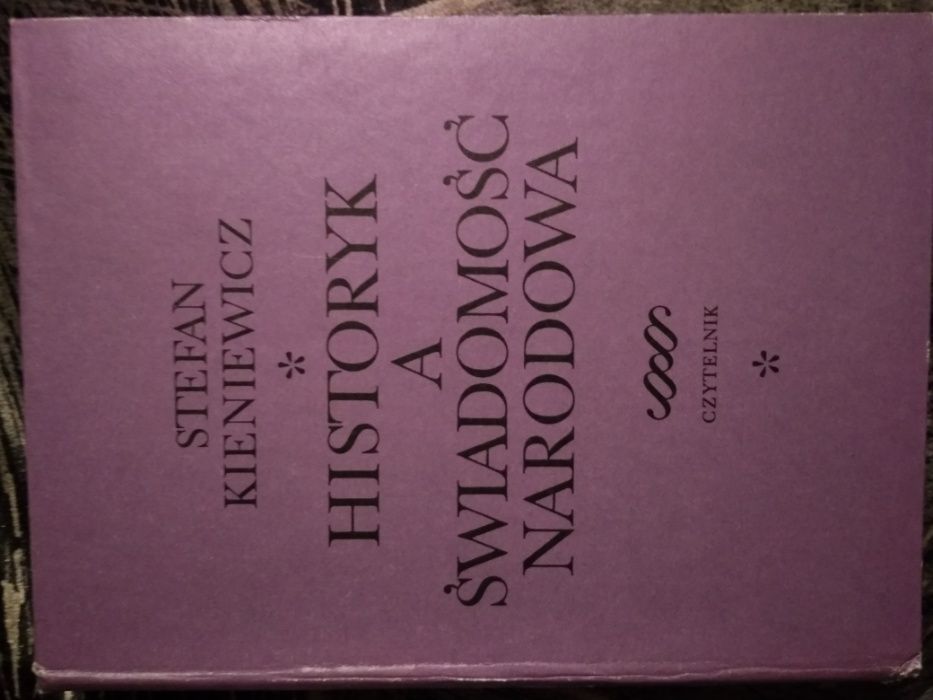 STEFAN
KIENIEWICZ
*
HISTORYK
A
ŚWIADOMOŚĆ
NARODOWA
CZYTELNIK
*